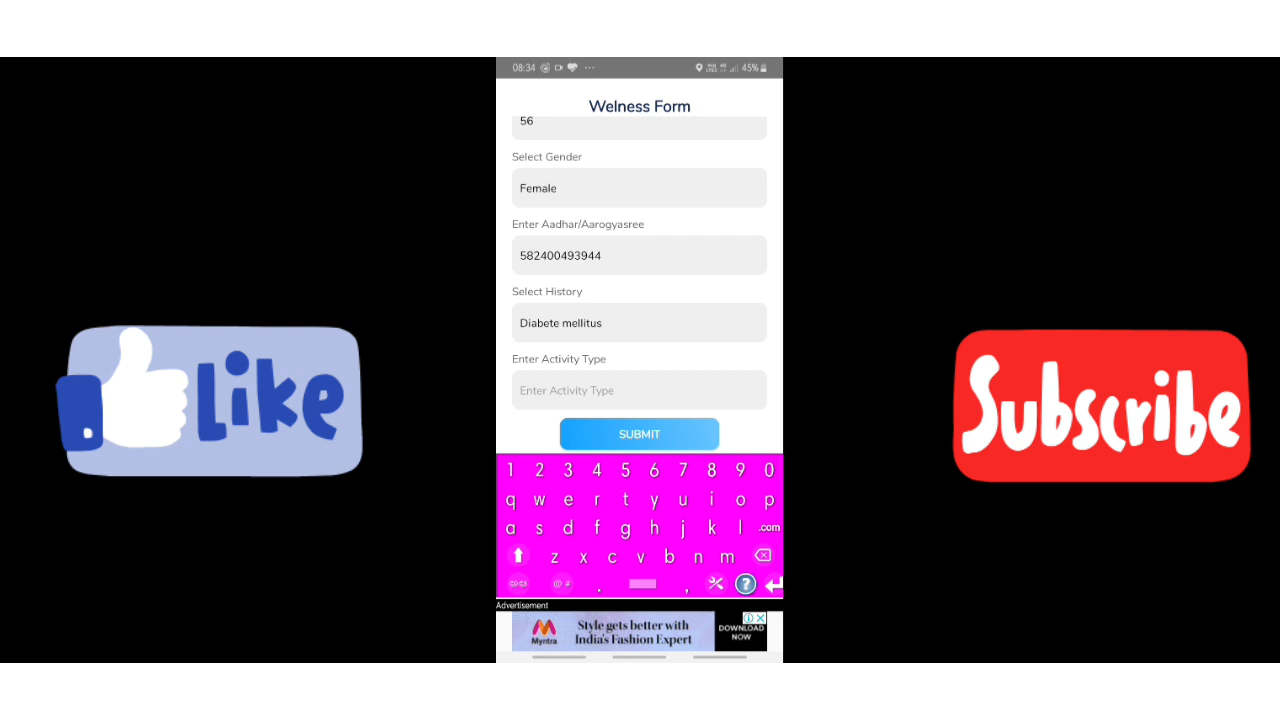 08:34 45%
Welness Form
56
Select Gender
Female
Enter Aadhar/Aarogyasree
582400493944
Select History
Diabete mellitus
Enter Activity Type
Enter Activity Type
SUBMIT
1 2 3 4 5 6 7 8 9 0
q w e r t y u i o p
a s d f g h j k l .com
z x c v b n m
@ # . , ?
Advertisement
Myntra
Style gets better with
India's Fashion Expert
DOWNLOAD
NOW
Like
Subscribe